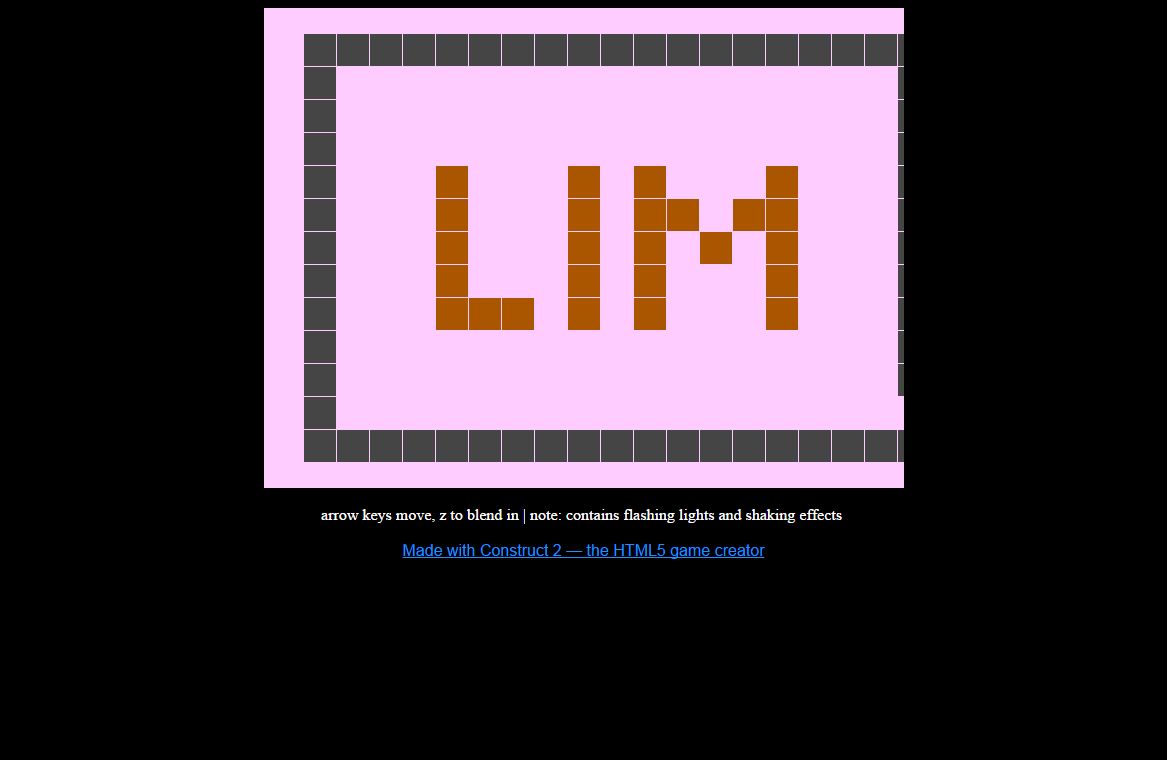 LIM
arrow keys move, z to blend in | note: contains flashing lights and shaking effects
Made with Construct 2 — the HTML5 game creator